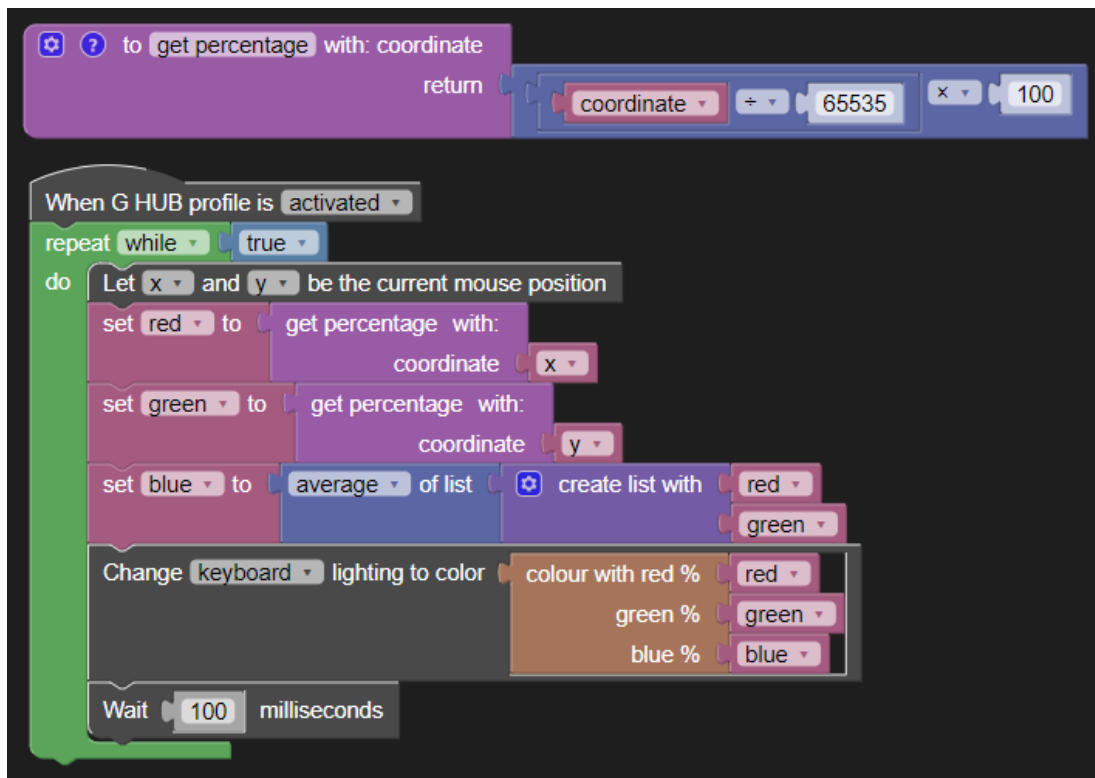 ? to get percentage with: coordinate
return coordinate ÷ 65535 × 100
When G HUB profile is activated
repeat while true
do Let x and y be the current mouse position
set red to get percentage with:
coordinate x
set green to get percentage with:
coordinate y
set blue to average of list create list with red
green
Change keyboard lighting to color colour with red % red
green % green
blue % blue
Wait 100 milliseconds